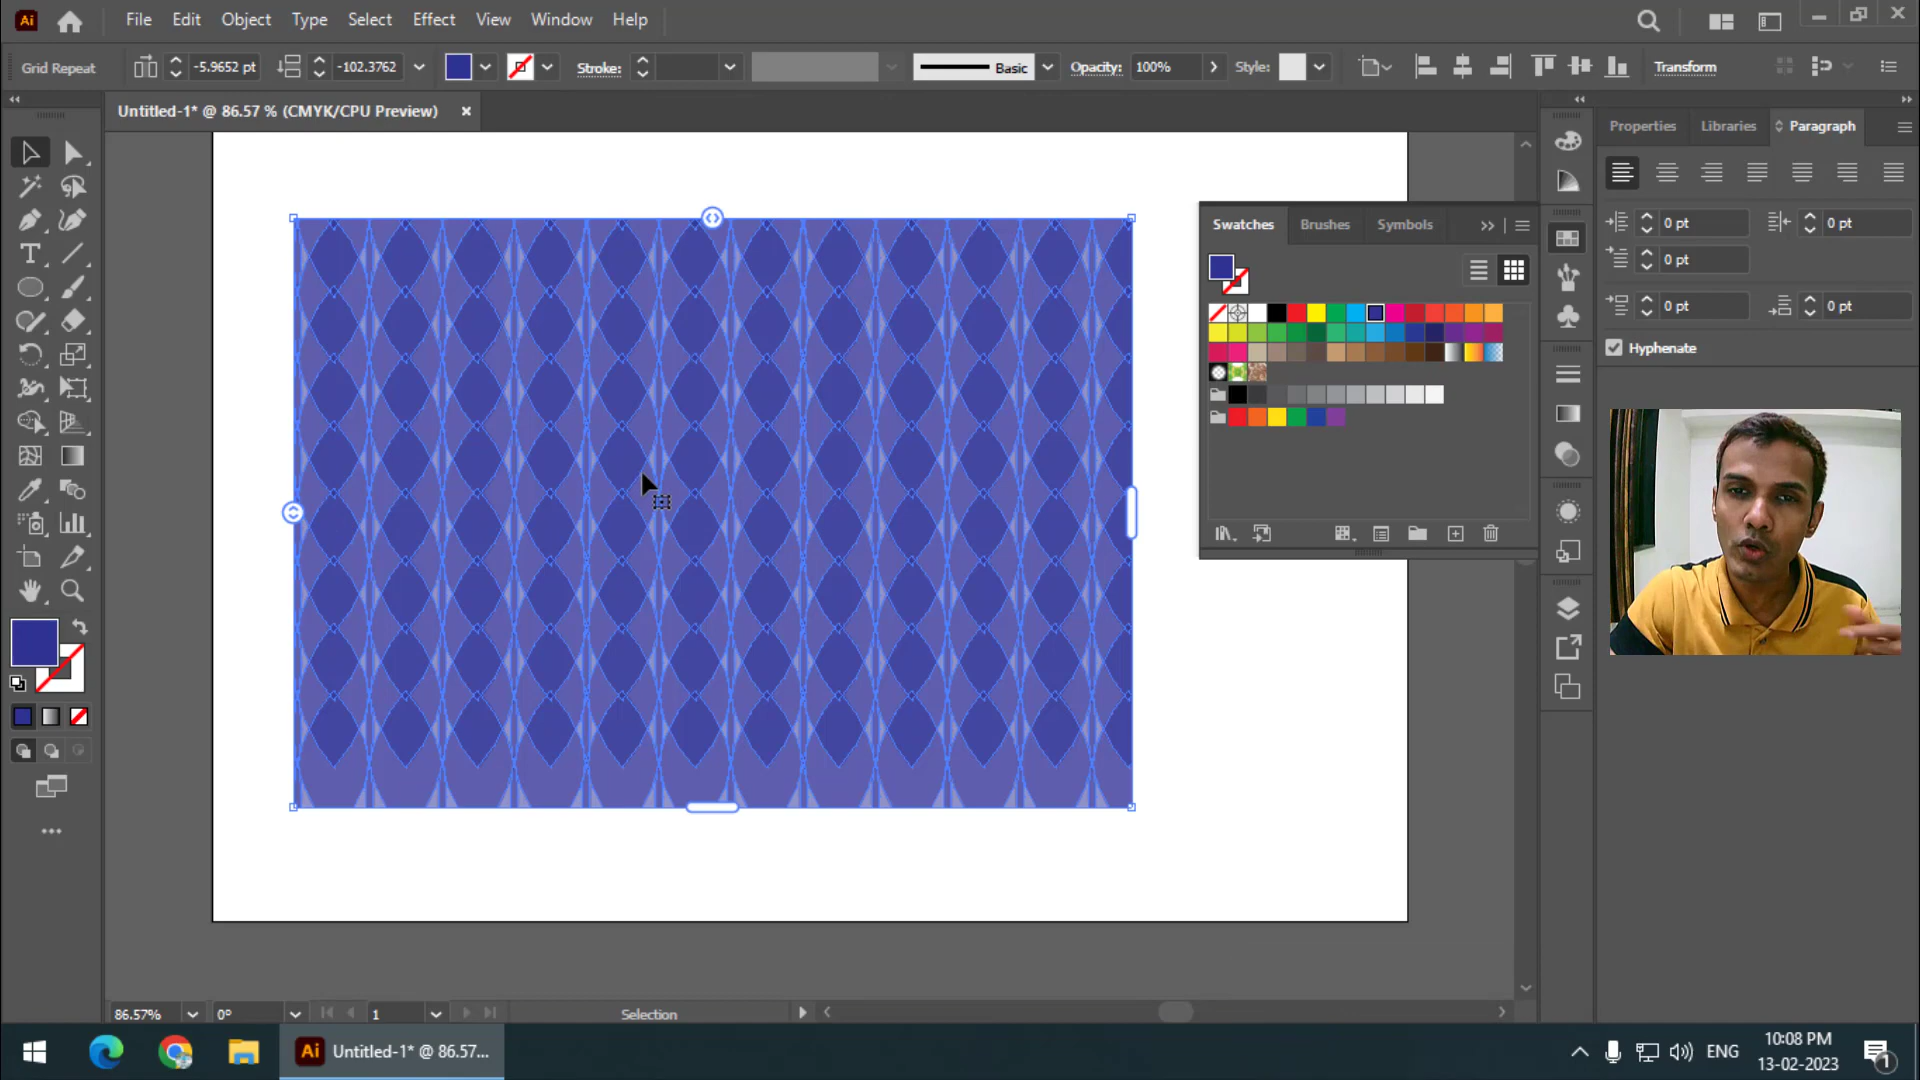 Ai File Edit Object Type Select Effect View Window Help
Grid Repeat -5.9652 pt -102.3762 Stroke: Basic Opacity: 100% Style: Transform
Untitled-1* @ 86.57 % (CMYK/CPU Preview)
Properties Libraries Paragraph
Swatches Brushes Symbols
0 pt 0 pt
0 pt
0 pt 0 pt
Hyphenate
86.57% 0° 1 Selection
Ai Untitled-1* @ 86.57...
ENG
10:08 PM
13-02-2023
1